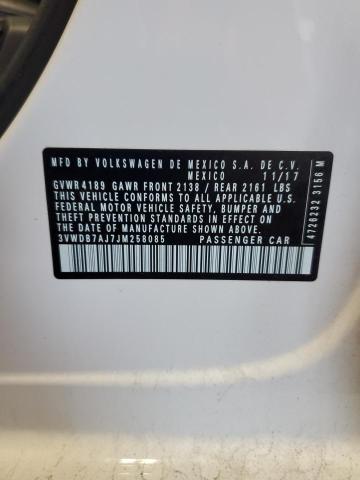 MFD BY VOLKSWAGEN DE MEXICO S.A. DE C.V.
MEXICO 11/17
GVWR 4189 GAWR FRONT 2138 / REAR 2161 LBS
THIS VEHICLE CONFORMS TO ALL APPLICABLE U.S.
FEDERAL MOTOR VEHICLE SAFETY, BUMPER AND
THEFT PREVENTION STANDARDS IN EFFECT ON THE
DATE OF MANUFACTURE SHOWN ABOVE.
3VWDB7AJ7JM258085 PASSENGER CAR
4726232 3156 M